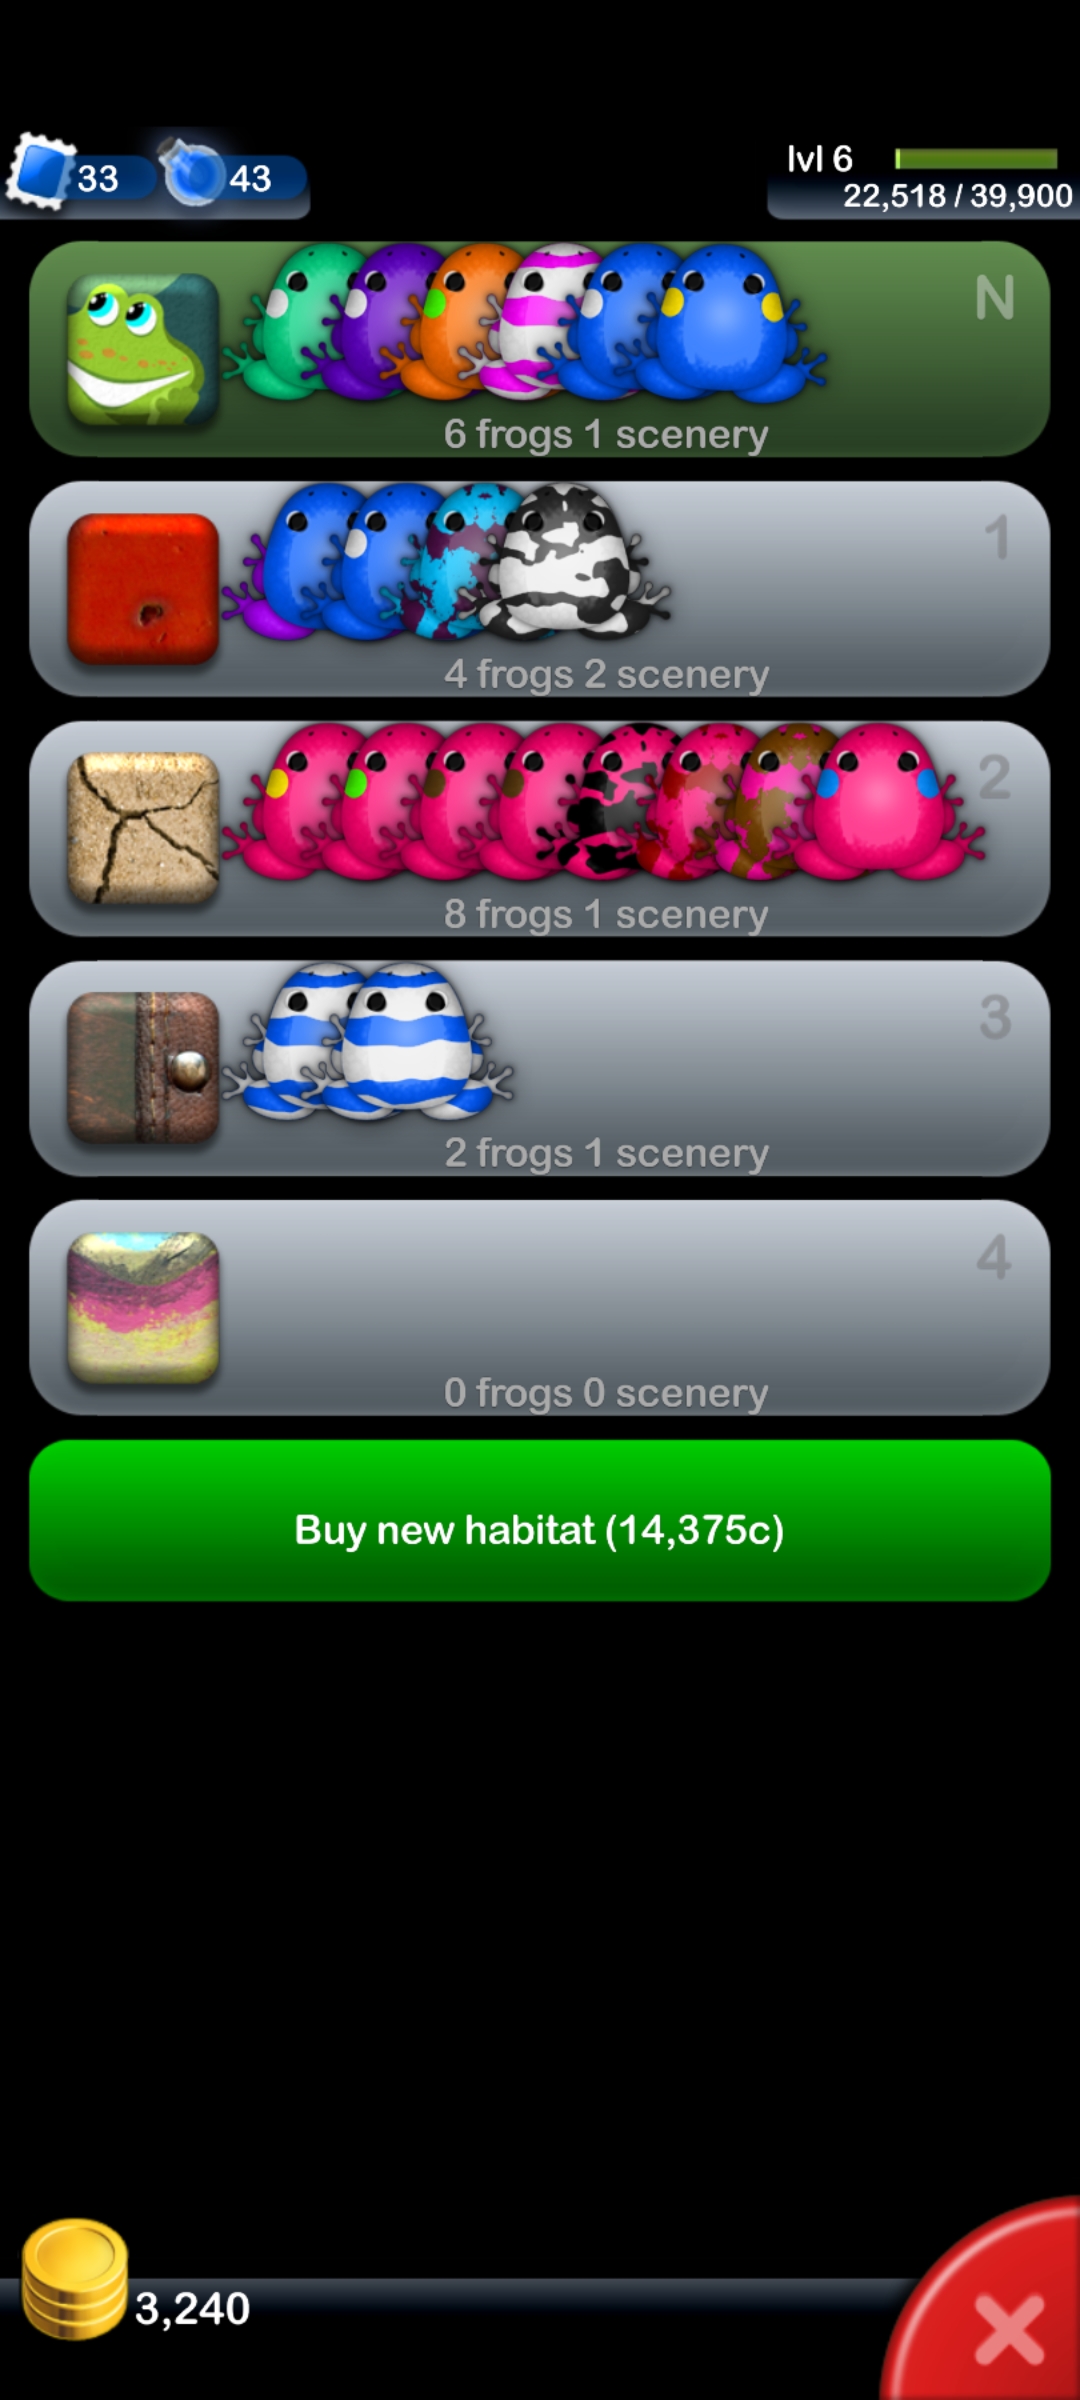 33 43 lvl 6
22,518 / 39,900
N
6 frogs 1 scenery
1
4 frogs 2 scenery
2
8 frogs 1 scenery
3
2 frogs 1 scenery
4
0 frogs 0 scenery
Buy new habitat (14,375c)
3,240